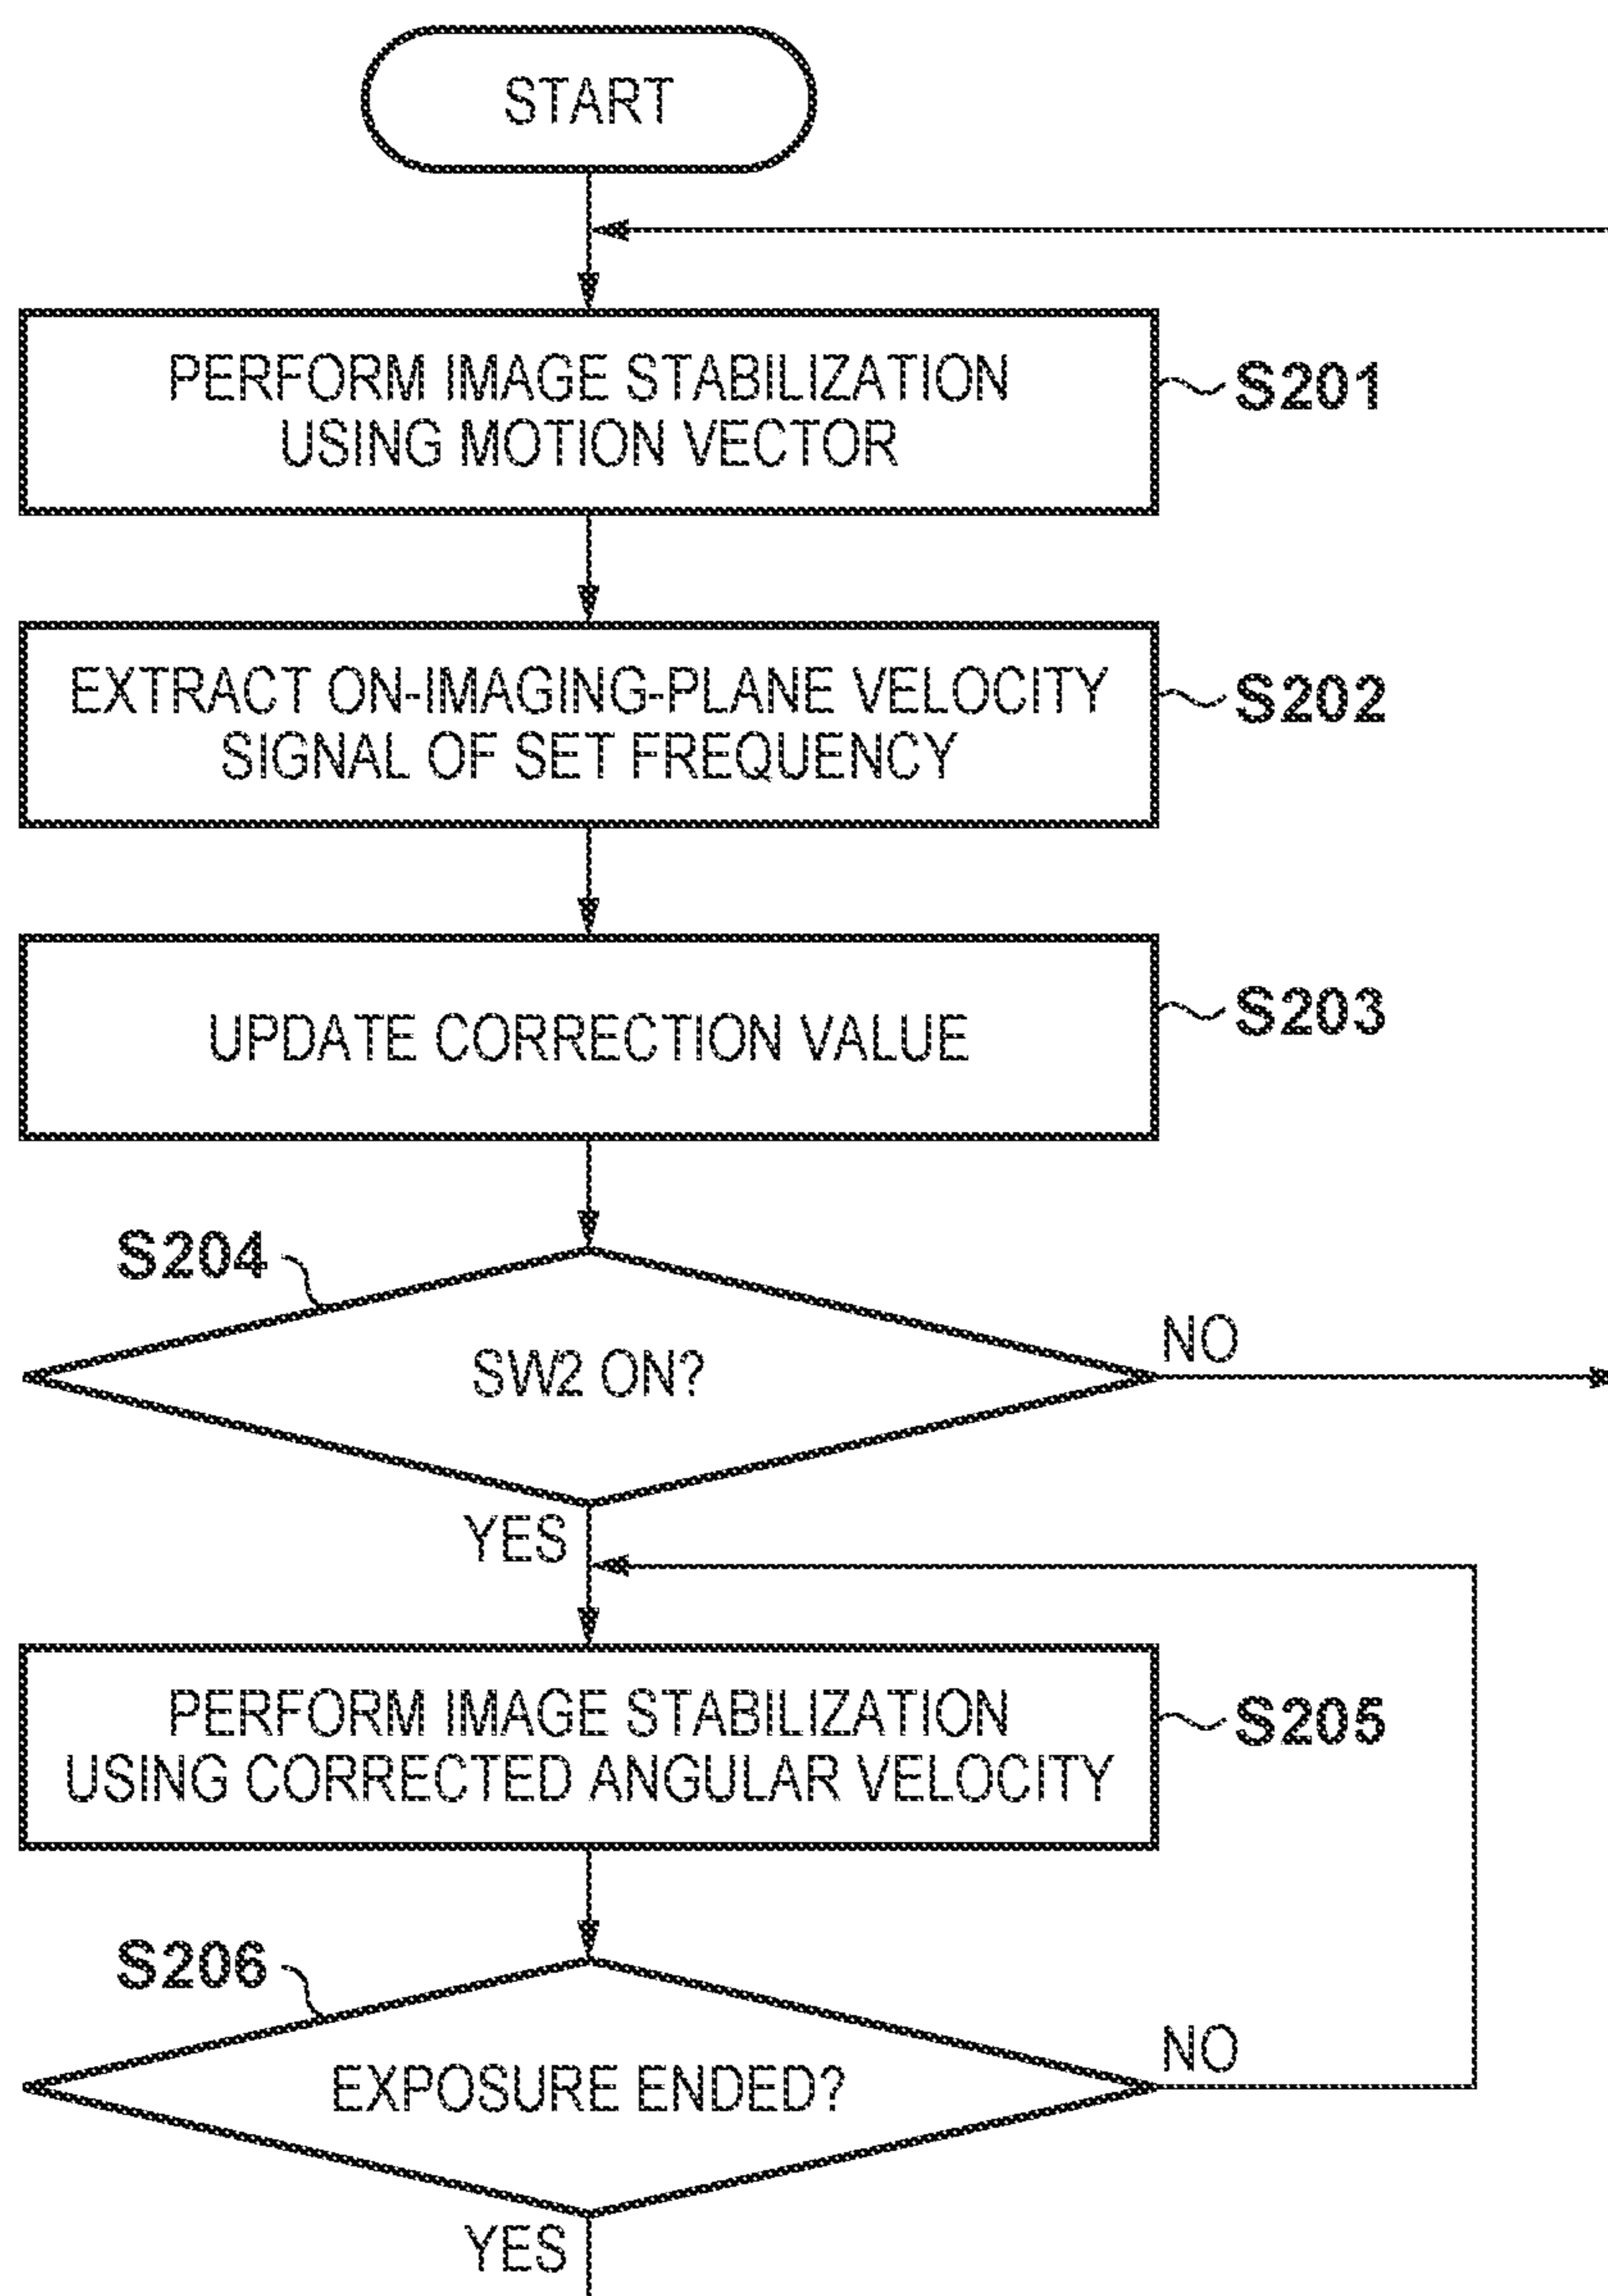 START
PERFORM IMAGE STABILIZATION
USING MOTION VECTOR
S201
EXTRACT ON-IMAGING-PLANE VELOCITY
SIGNAL OF SET FREQUENCY
S202
UPDATE CORRECTION VALUE
S203
S204
SW2 ON?
NO
YES
PERFORM IMAGE STABILIZATION
USING CORRECTED ANGULAR VELOCITY
S205
S206
EXPOSURE ENDED?
NO
YES